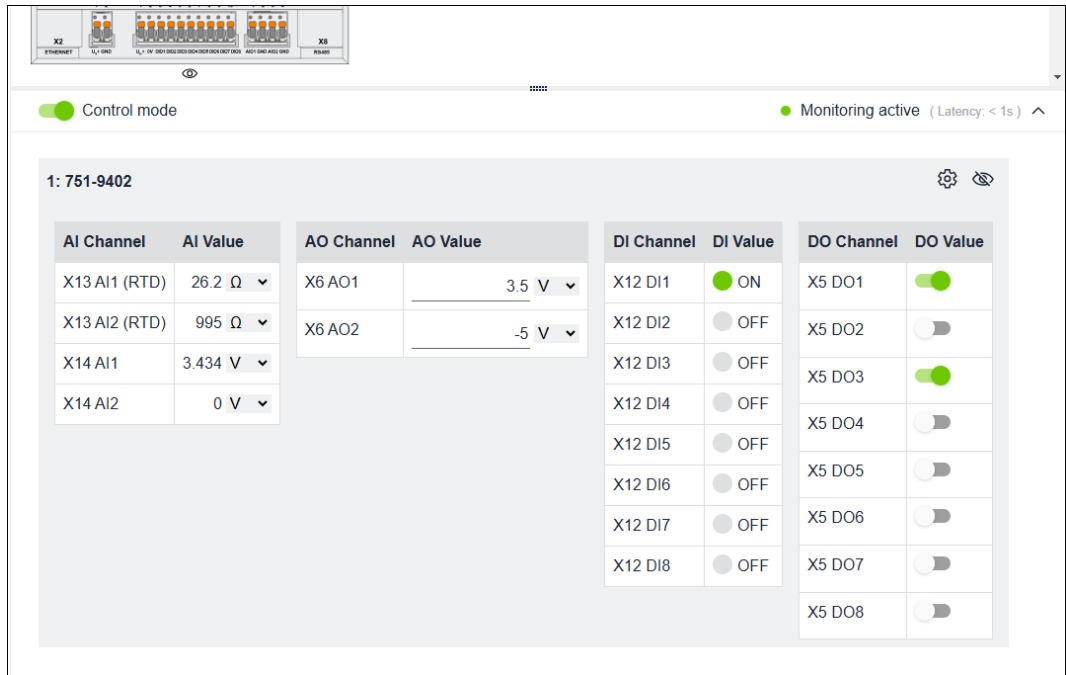 X2
ETHERNET
GND
X8
RS485
Control mode
Monitoring active ( Latency: < 1s )
1: 751-9402
AI Channel AI Value
X13 AI1 (RTD) 26.2 Ω
X13 AI2 (RTD) 995 Ω
X14 AI1 3.434 V
X14 AI2 0 V
AO Channel AO Value
X6 AO1 3.5 V
X6 AO2 -5 V
DI Channel DI Value
X12 DI1 ON
X12 DI2 OFF
X12 DI3 OFF
X12 DI4 OFF
X12 DI5 OFF
X12 DI6 OFF
X12 DI7 OFF
X12 DI8 OFF
DO Channel DO Value
X5 DO1
X5 DO2
X5 DO3
X5 DO4
X5 DO5
X5 DO6
X5 DO7
X5 DO8